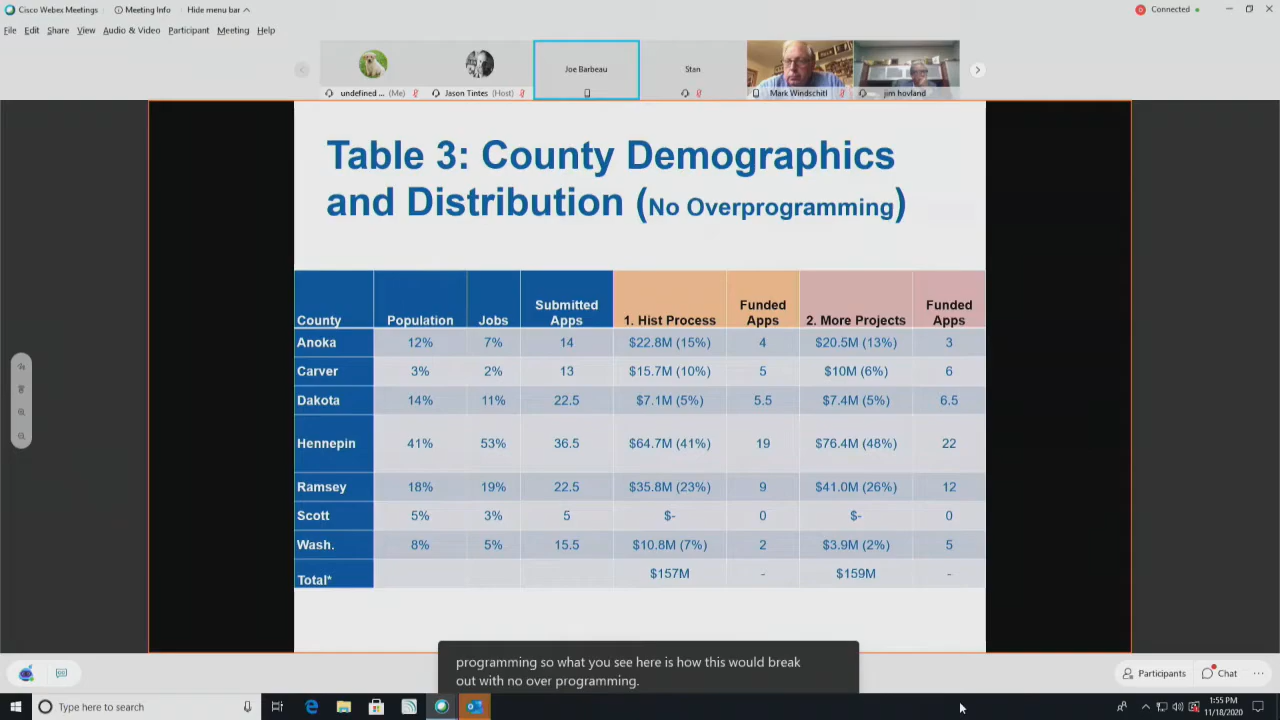 Cisco Webex Meetings
Meeting Info
Hide menu bar
Connected
File Edit Share View Audio & Video Participant Meeting Help
Joe Barbeau
Stan
undefined ... (Me)
Jason Tintes (Host)
Mark Windschitl
jim hovland
Table 3: County Demographics
and Distribution (No Overprogramming)
County Population Jobs Submitted Apps 1. Hist Process Funded Apps 2. More Projects Funded Apps
Anoka 12% 7% 14 $22.8M (15%) 4 $20.5M (13%) 3
Carver 3% 2% 13 $15.7M (10%) 5 $10M (6%) 6
Dakota 14% 11% 22.5 $7.1M (5%) 5.5 $7.4M (5%) 6.5
Hennepin 41% 53% 36.5 $64.7M (41%) 19 $76.4M (48%) 22
Ramsey 18% 19% 22.5 $35.8M (23%) 9 $41.0M (26%) 12
Scott 5% 3% 5 $- 0 $- 0
Wash. 8% 5% 15.5 $10.8M (7%) 2 $3.9M (2%) 5
Total* $157M - $159M -
programming so what you see here is how this would break
out with no over programming.
Participants
Chat
Type here to search
1:55 PM
11/18/2020